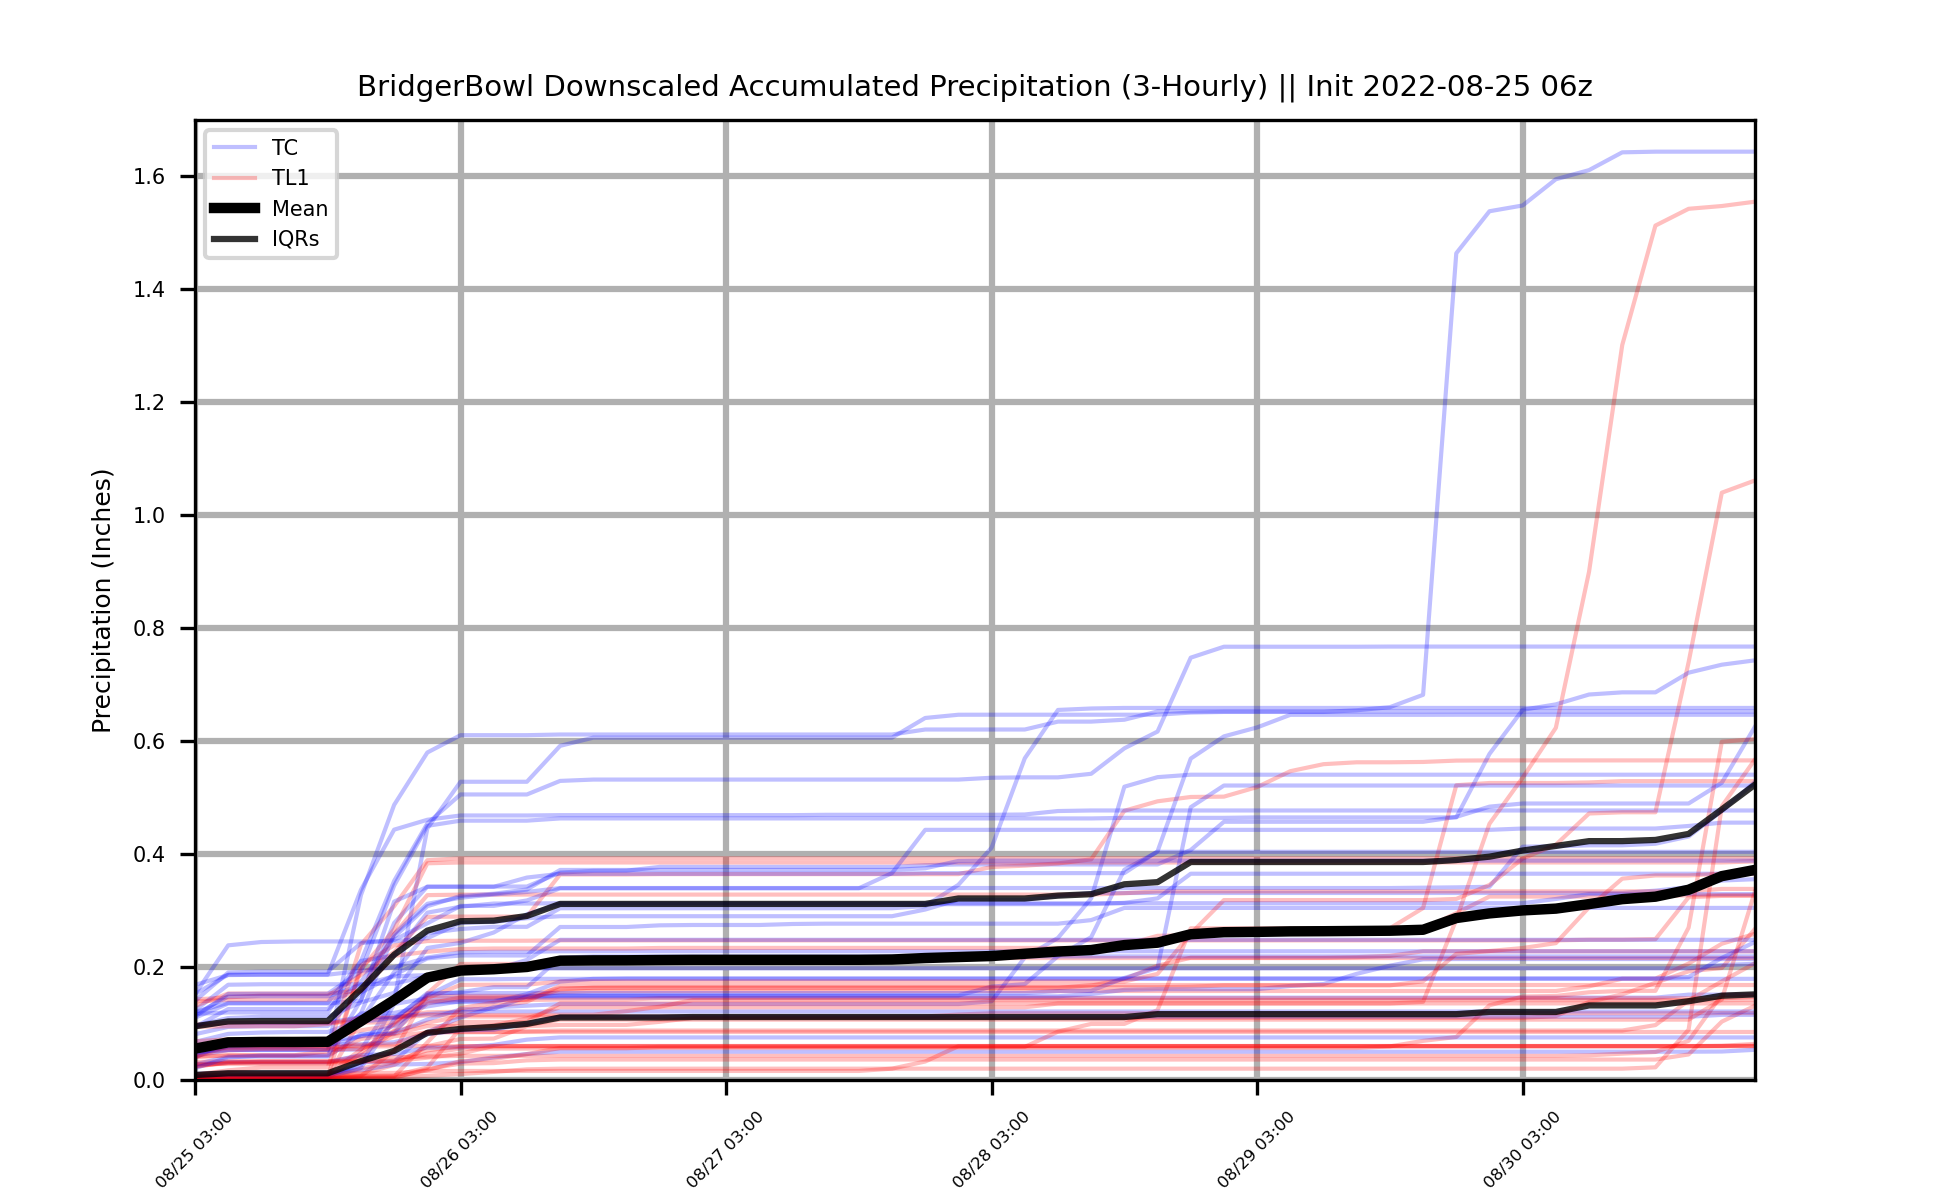 BridgerBowl Downscaled Accumulated Precipitation (3-Hourly) || Init 2022-08-25 06z
TC
TL1
Mean
IQRs
Precipitation (Inches)
1.6
1.4
1.2
1.0
0.8
0.6
0.4
0.2
0.0
08/25 03:00
08/26 03:00
08/27 03:00
08/28 03:00
08/29 03:00
08/30 03:00